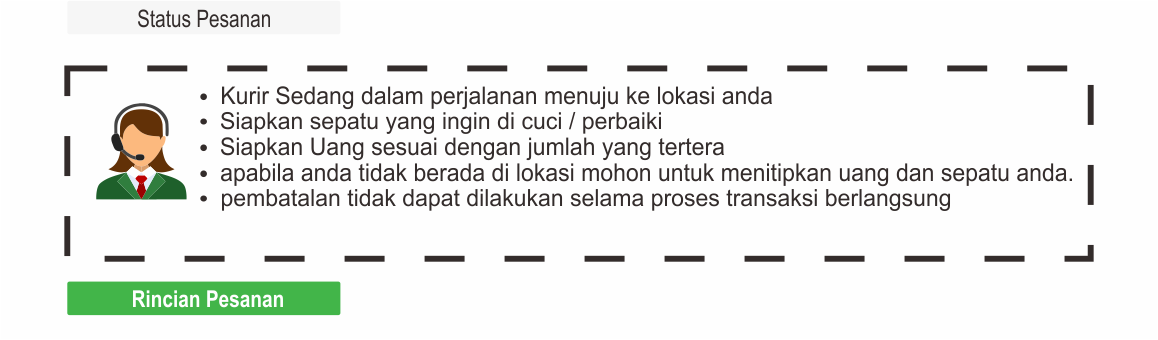 Status Pesanan
• Kurir Sedang dalam perjalanan menuju ke lokasi anda
• Siapkan sepatu yang ingin di cuci / perbaiki
• Siapkan Uang sesuai dengan jumlah yang tertera
• apabila anda tidak berada di lokasi mohon untuk menitipkan uang dan sepatu anda.
• pembatalan tidak dapat dilakukan selama proses transaksi berlangsung
Rincian Pesanan